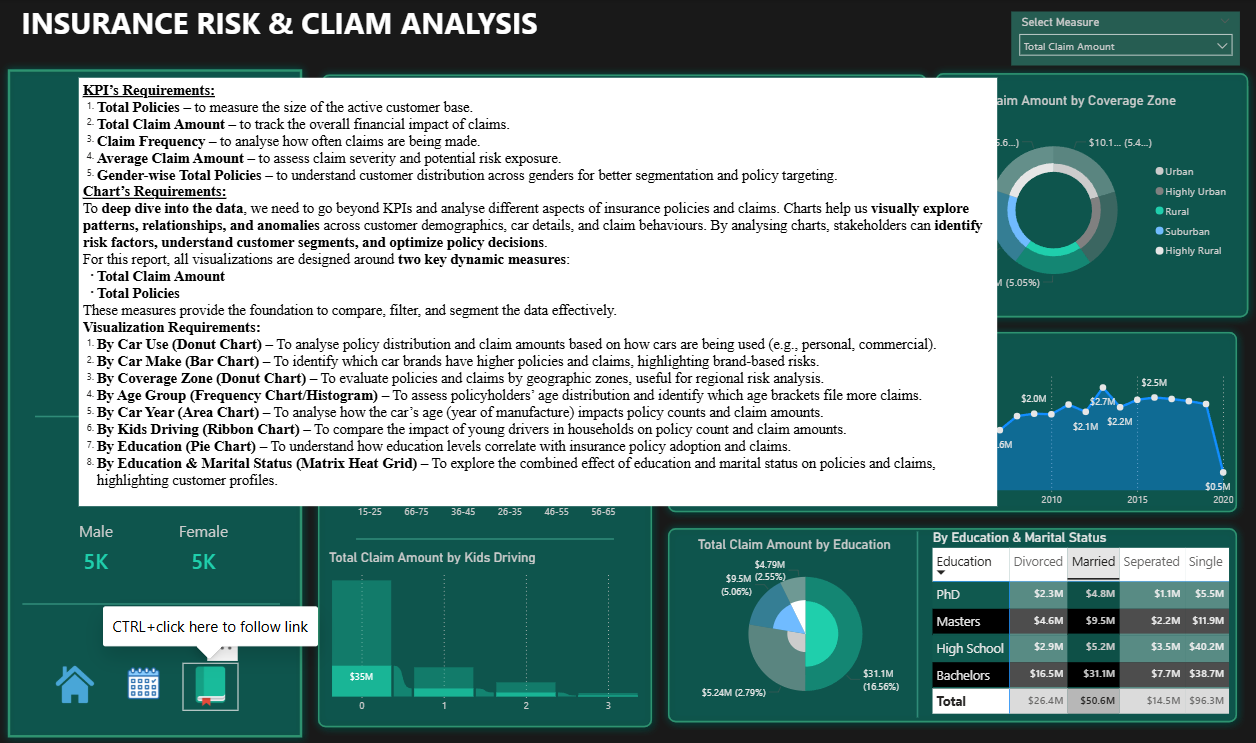 INSURANCE RISK & CLIAM ANALYSIS
Select Measure
Total Claim Amount
KPI's Requirements:
1. Total Policies – to measure the size of the active customer base.
2. Total Claim Amount – to track the overall financial impact of claims.
3. Claim Frequency – to analyse how often claims are being made.
4. Average Claim Amount – to assess claim severity and potential risk exposure.
5. Gender-wise Total Policies – to understand customer distribution across genders for better segmentation and policy targeting.
Chart's Requirements:
To deep dive into the data, we need to go beyond KPIs and analyse different aspects of insurance policies and claims. Charts help us visually explore
patterns, relationships, and anomalies across customer demographics, car details, and claim behaviours. By analysing charts, stakeholders can identify
risk factors, understand customer segments, and optimize policy decisions.
For this report, all visualizations are designed around two key dynamic measures:
· Total Claim Amount
· Total Policies
These measures provide the foundation to compare, filter, and segment the data effectively.
Visualization Requirements:
1. By Car Use (Donut Chart) – To analyse policy distribution and claim amounts based on how cars are being used (e.g., personal, commercial).
2. By Car Make (Bar Chart) – To identify which car brands have higher policies and claims, highlighting brand-based risks.
3. By Coverage Zone (Donut Chart) – To evaluate policies and claims by geographic zones, useful for regional risk analysis.
4. By Age Group (Frequency Chart/Histogram) – To assess policyholders' age distribution and identify which age brackets file more claims.
5. By Car Year (Area Chart) – To analyse how the car's age (year of manufacture) impacts policy counts and claim amounts.
6. By Kids Driving (Ribbon Chart) – To compare the impact of young drivers in households on policy count and claim amounts.
7. By Education (Pie Chart) – To understand how education levels correlate with insurance policy adoption and claims.
8. By Education & Marital Status (Matrix Heat Grid) – To explore the combined effect of education and marital status on policies and claims,
highlighting customer profiles.
aim Amount by Coverage Zone
5.6...)
$10.1... (5.4...)
(5.05%)
Urban
Highly Urban
Rural
Suburban
Highly Rural
.6M
$2.0M
$2.1M
$2.7M
$2.2M
$2.5M
$0.5M
2010 2015 2020
15-25 66-75 36-45 26-35 46-55 56-65
Male Female
5K 5K
CTRL+click here to follow link
Total Claim Amount by Kids Driving
$35M
0 1 2 3
Total Claim Amount by Education
$4.79M
(2.55%)
$9.5M
(5.06%)
$5.24M (2.79%)
$31.1M
(16.56%)
By Education & Marital Status
Education Divorced Married Seperated Single
PhD $2.3M $4.8M $1.1M $5.5M
Masters $4.6M $9.5M $2.2M $11.9M
High School $2.9M $5.2M $3.5M $40.2M
Bachelors $16.5M $31.1M $7.7M $38.7M
Total $26.4M $50.6M $14.5M $96.3M